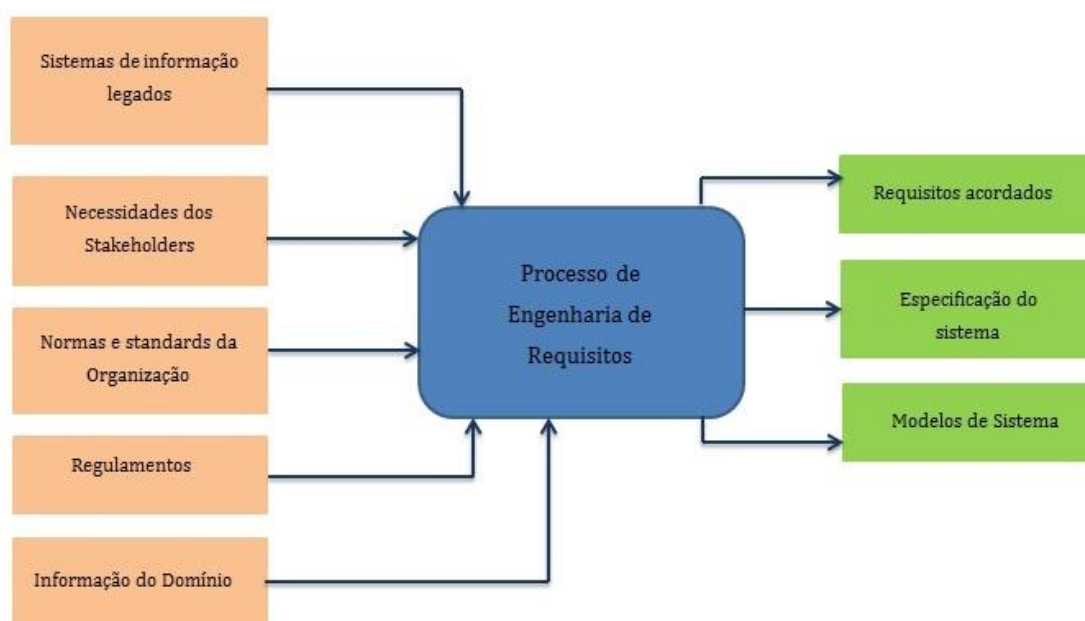 Sistemas de informação
legados
Necessidades dos
Stakeholders
Normas e standards da
Organização
Regulamentos
Informação do Domínio
Processo de
Engenharia de
Requisitos
Requisitos acordados
Especificação do
sistema
Modelos de Sistema